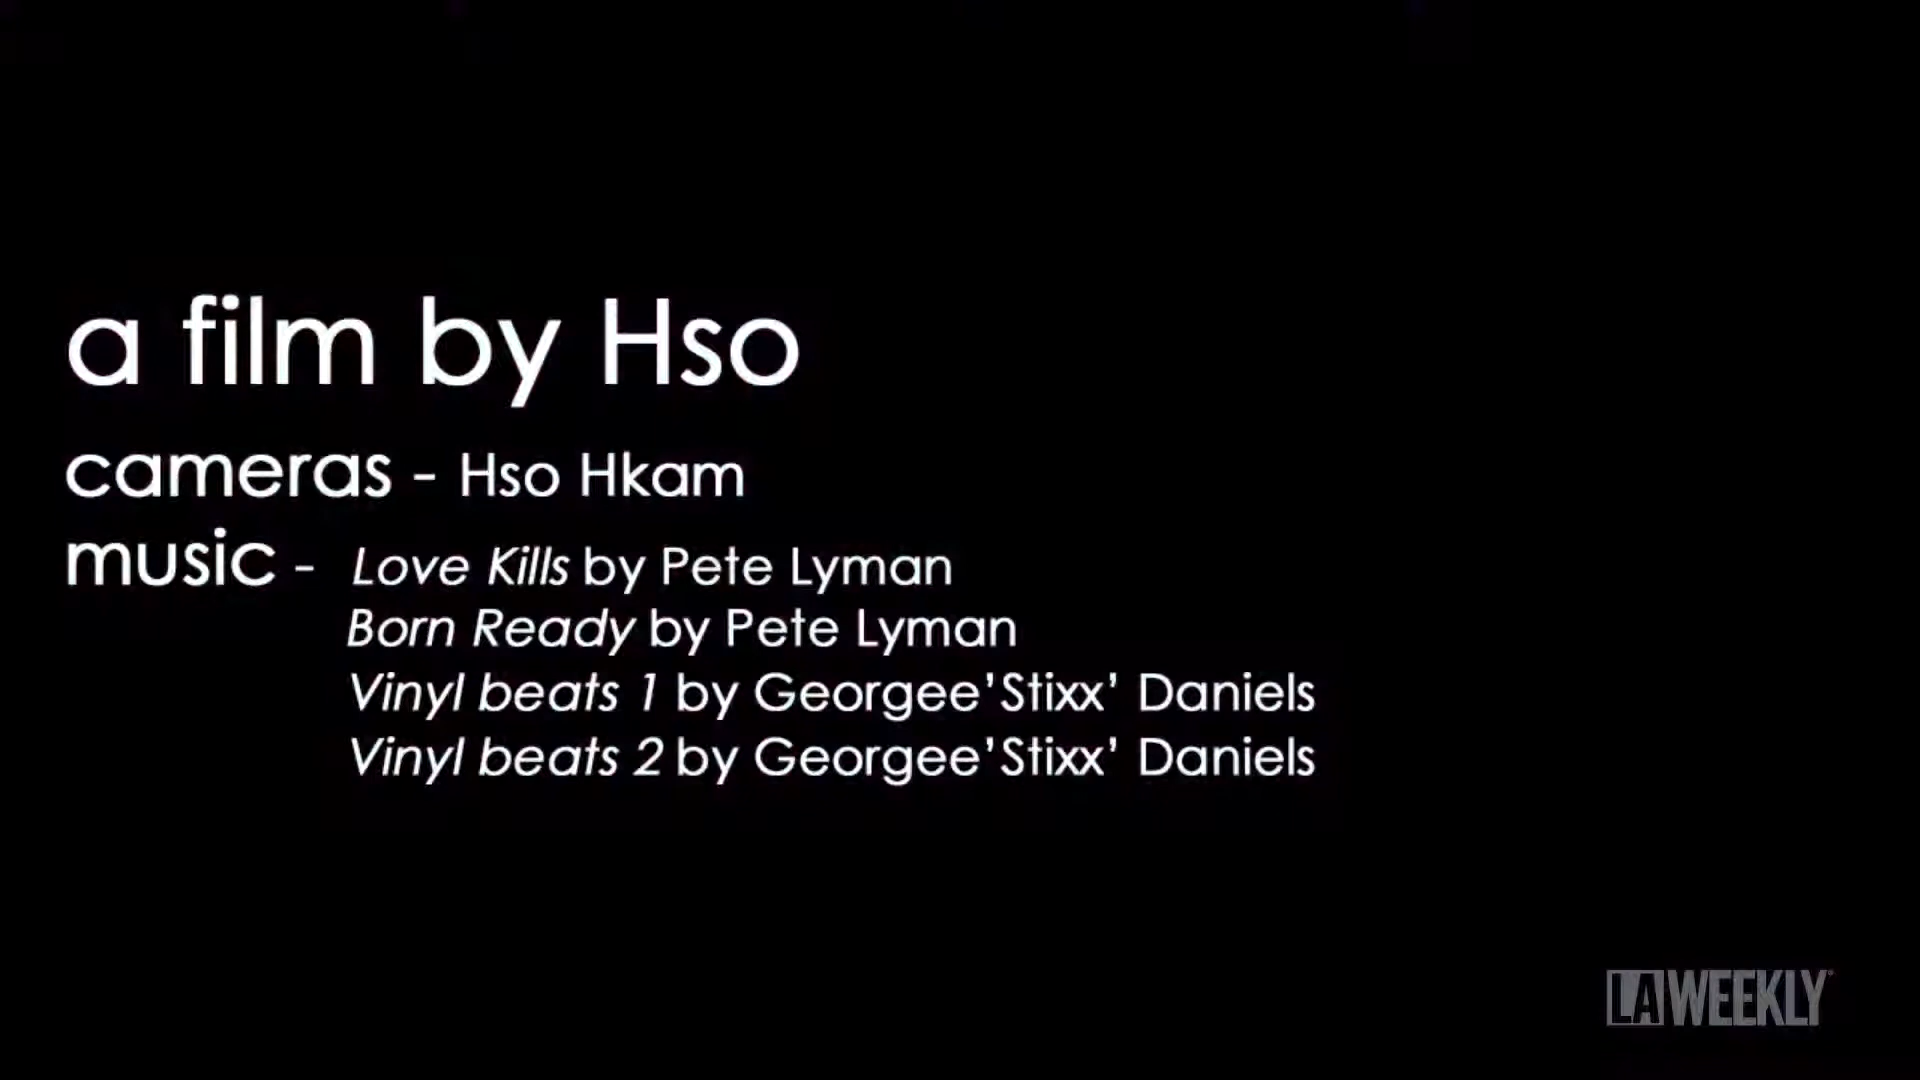 a film by Hso
cameras - Hso Hkam
music - Love Kills by Pete Lyman
Born Ready by Pete Lyman
Vinyl beats 1 by Georgee’Stixx’ Daniels
Vinyl beats 2 by Georgee’Stixx’ Daniels
LAWEEKLY